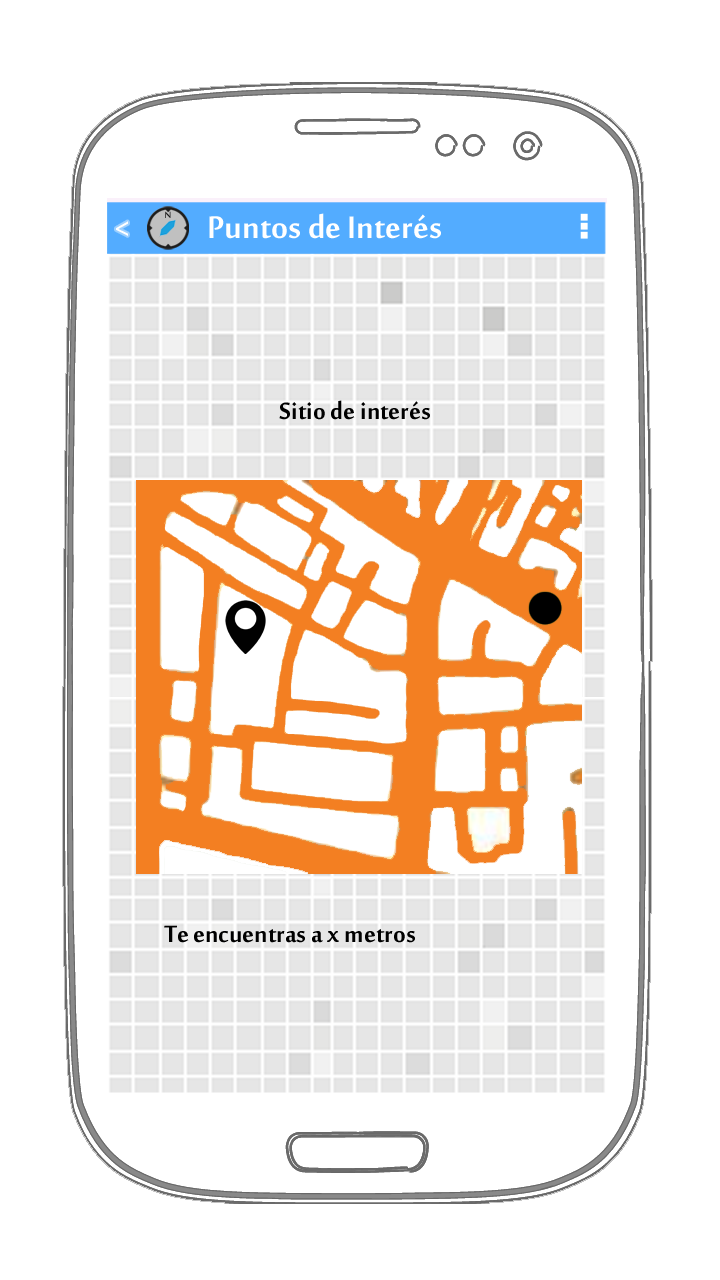 < N Puntos de Interés
Sitio de interés
Te encuentras a x metros